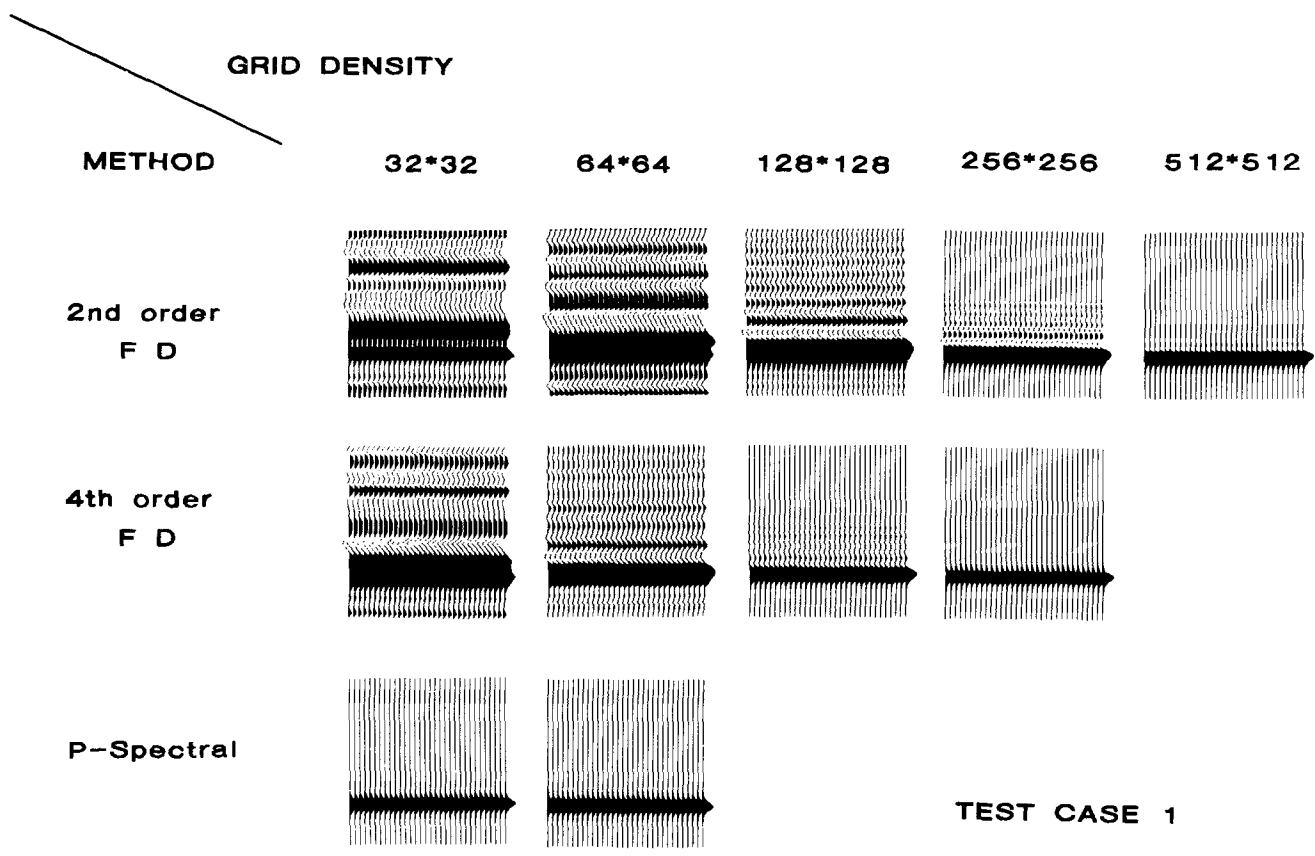 GRID DENSITY
METHOD
32*32
64*64
128*128
256*256
512*512
2nd order
F D
4th order
F D
P-Spectral
TEST CASE 1